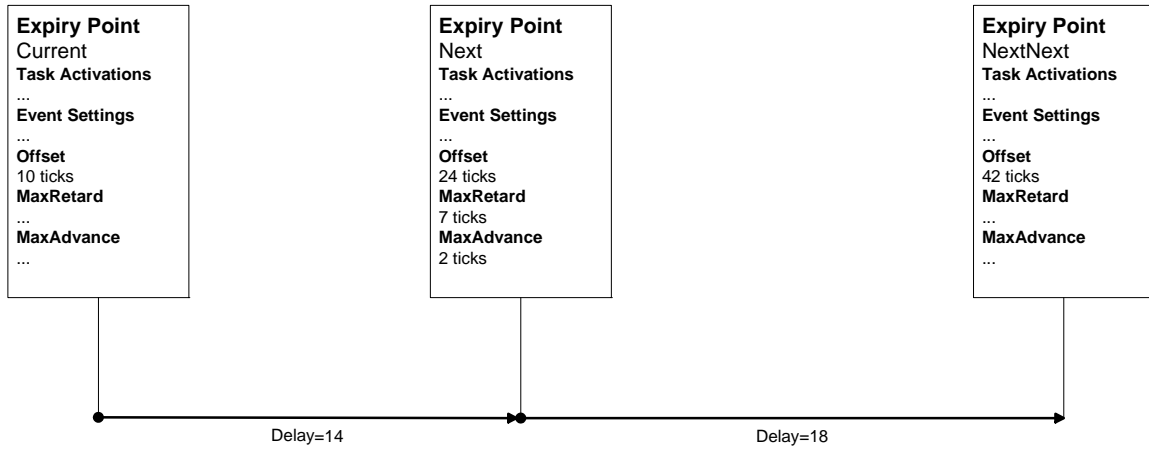 Expiry Point
Current
Task Activations
...
Event Settings
...
Offset
10 ticks
MaxRetard
...
MaxAdvance
...
Expiry Point
Next
Task Activations
...
Event Settings
...
Offset
24 ticks
MaxRetard
7 ticks
MaxAdvance
2 ticks
Expiry Point
NextNext
Task Activations
...
Event Settings
...
Offset
42 ticks
MaxRetard
...
MaxAdvance
...
Delay=14
Delay=18